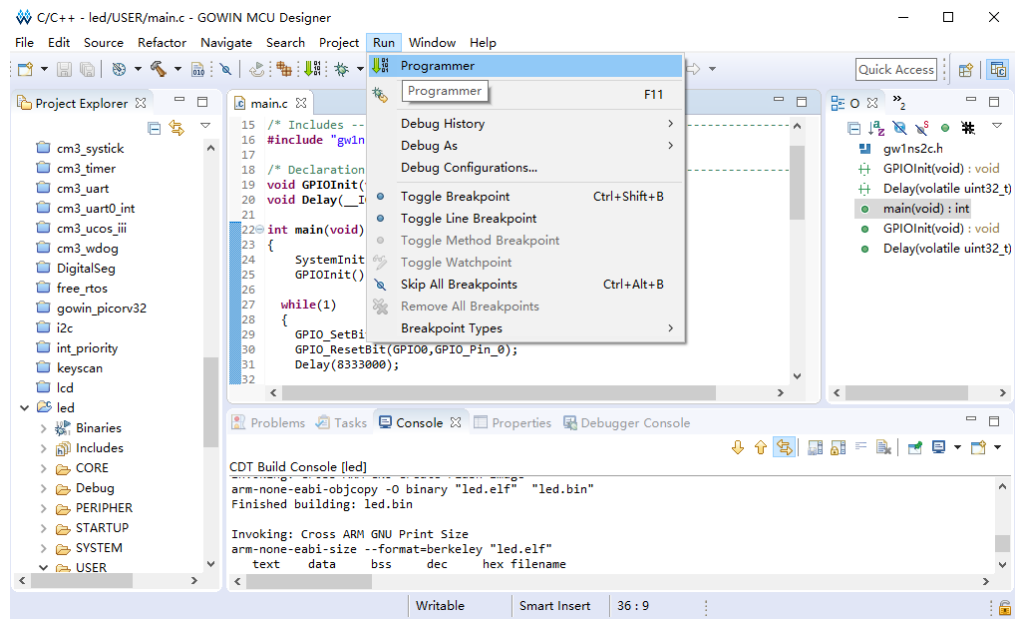 C/C++ - led/USER/main.c - GOWIN MCU Designer
File Edit Source Refactor Navigate Search Project Run Window Help
Quick Access
Programmer
Programmer
F11
Debug History
Debug As
Debug Configurations...
Toggle Breakpoint Ctrl+Shift+B
Toggle Line Breakpoint
Toggle Method Breakpoint
Toggle Watchpoint
Skip All Breakpoints Ctrl+Alt+B
Remove All Breakpoints
Breakpoint Types
Project Explorer
cm3_systick
cm3_timer
cm3_uart
cm3_uart0_int
cm3_ucos_iii
cm3_wdog
DigitalSeg
free_rtos
gowin_picorv32
i2c
int_priority
keyscan
lcd
led
Binaries
Includes
CORE
Debug
PERIPHER
STARTUP
SYSTEM
USER
main.c
15 /* Includes --
16 #include "gw1n
17
18 /* Declaration
19 void GPIOInit(
20 void Delay(__I
21
22 int main(void)
23 {
24 SystemInit
25 GPIOInit()
26
27 while(1)
28 {
29 GPIO_SetBi
30 GPIO_ResetBit(GPIO0,GPIO_Pin_0);
31 Delay(8333000);
32
O
2
gw1ns2c.h
GPIOInit(void) : void
Delay(volatile uint32_t)
main(void) : int
GPIOInit(void) : void
Delay(volatile uint32_t)
Problems Tasks Console Properties Debugger Console
CDT Build Console [led]
arm-none-eabi-objcopy -O binary "led.elf" "led.bin"
Finished building: led.bin
Invoking: Cross ARM GNU Print Size
arm-none-eabi-size --format=berkeley "led.elf"
text data bss dec hex filename
Writable Smart Insert 36 : 9